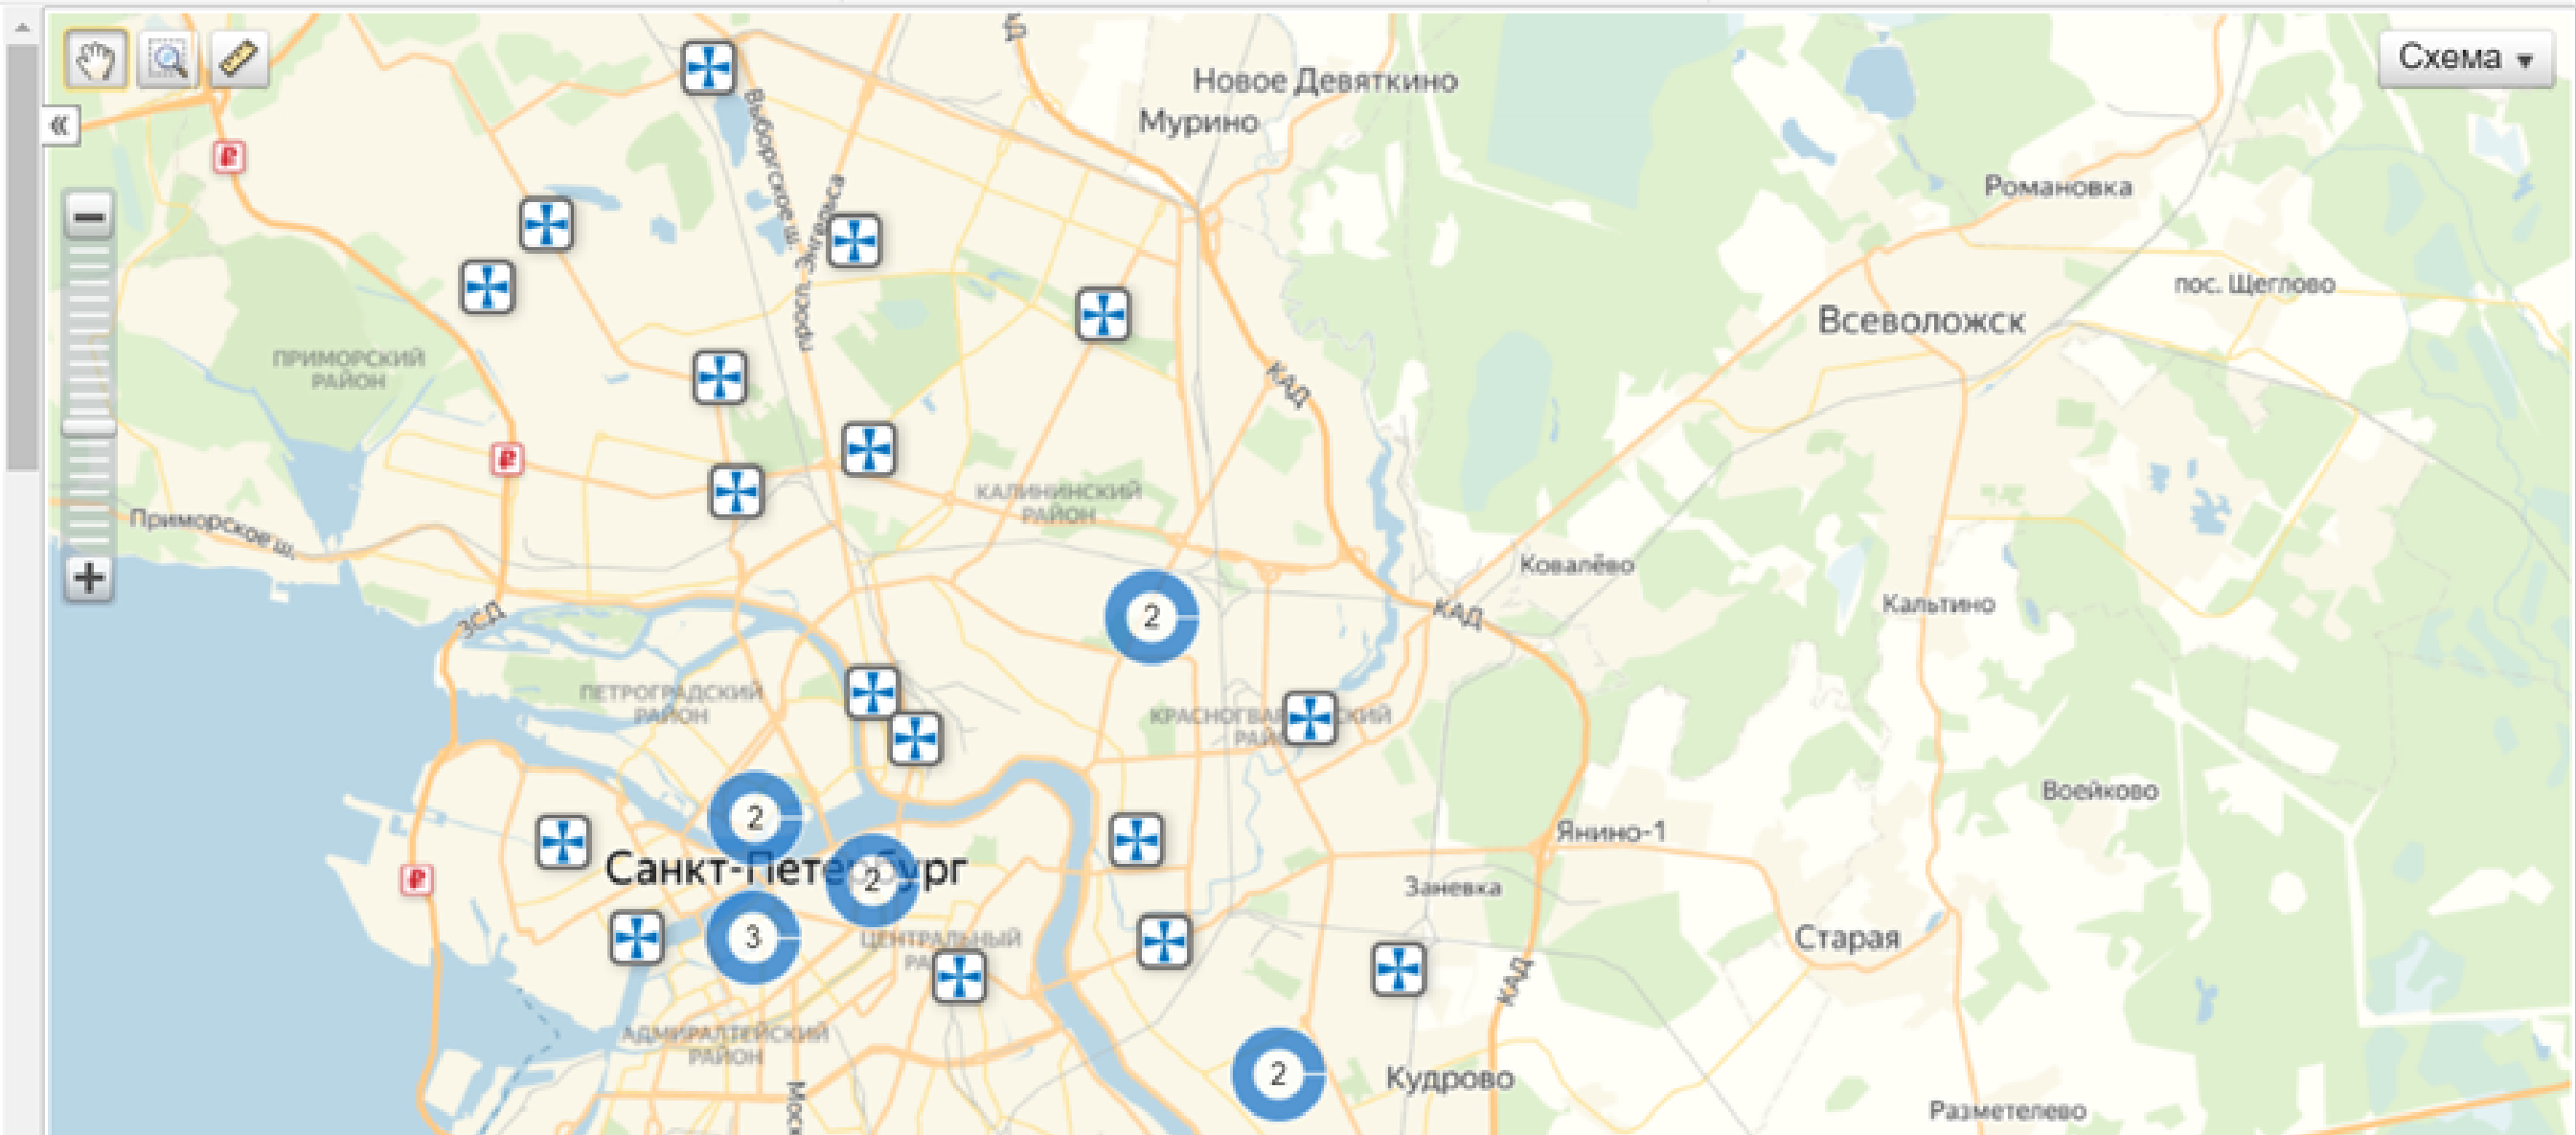 Схема
Новое Девяткино
Мурино
Выборгское ш.
просп. Энгельса
Романовка
пос. Щеглово
Всеволожск
ПРИМОРСКИЙ
РАЙОН
КАД
КАЛИНИНСКИЙ
РАЙОН
Приморское ш.
Ковалёво
Кальтино
КАД
ЗСД
2
ПЕТРОГРАДСКИЙ
РАЙОН
Воейково
2
Янино-1
Санкт-Петербург
2
Заневка
3
ЦЕНТРАЛЬНЫЙ
Старая
КАД
АДМИРАЛТЕЙСКИЙ
РАЙОН
2
Кудрово
Моск
Разметелево